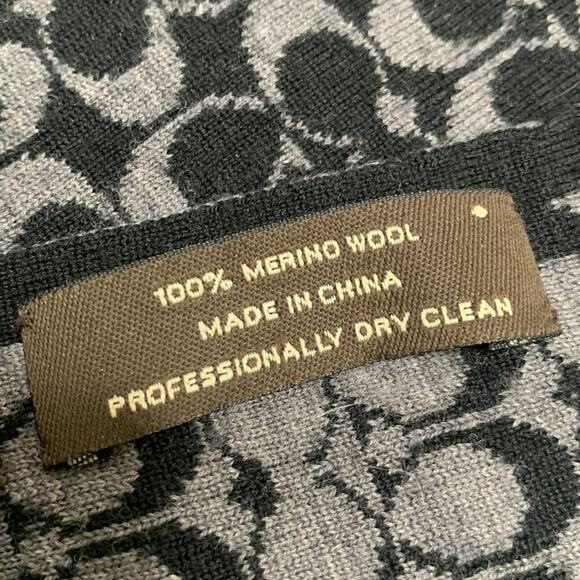 100% MERINO WOOL
MADE IN CHINA
PROFESSIONALLY DRY CLEAN